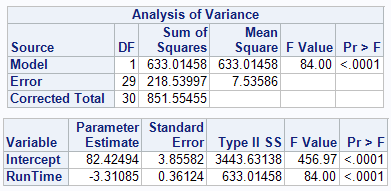 Analysis of Variance
Source DF Sum of Squares Mean Square F Value Pr > F
Model 1 633.01458 633.01458 84.00 <.0001
Error 29 218.53997 7.53586
Corrected Total 30 851.55455
Variable Parameter Estimate Standard Error Type II SS F Value Pr > F
Intercept 82.42494 3.85582 3443.63138 456.97 <.0001
RunTime -3.31085 0.36124 633.01458 84.00 <.0001